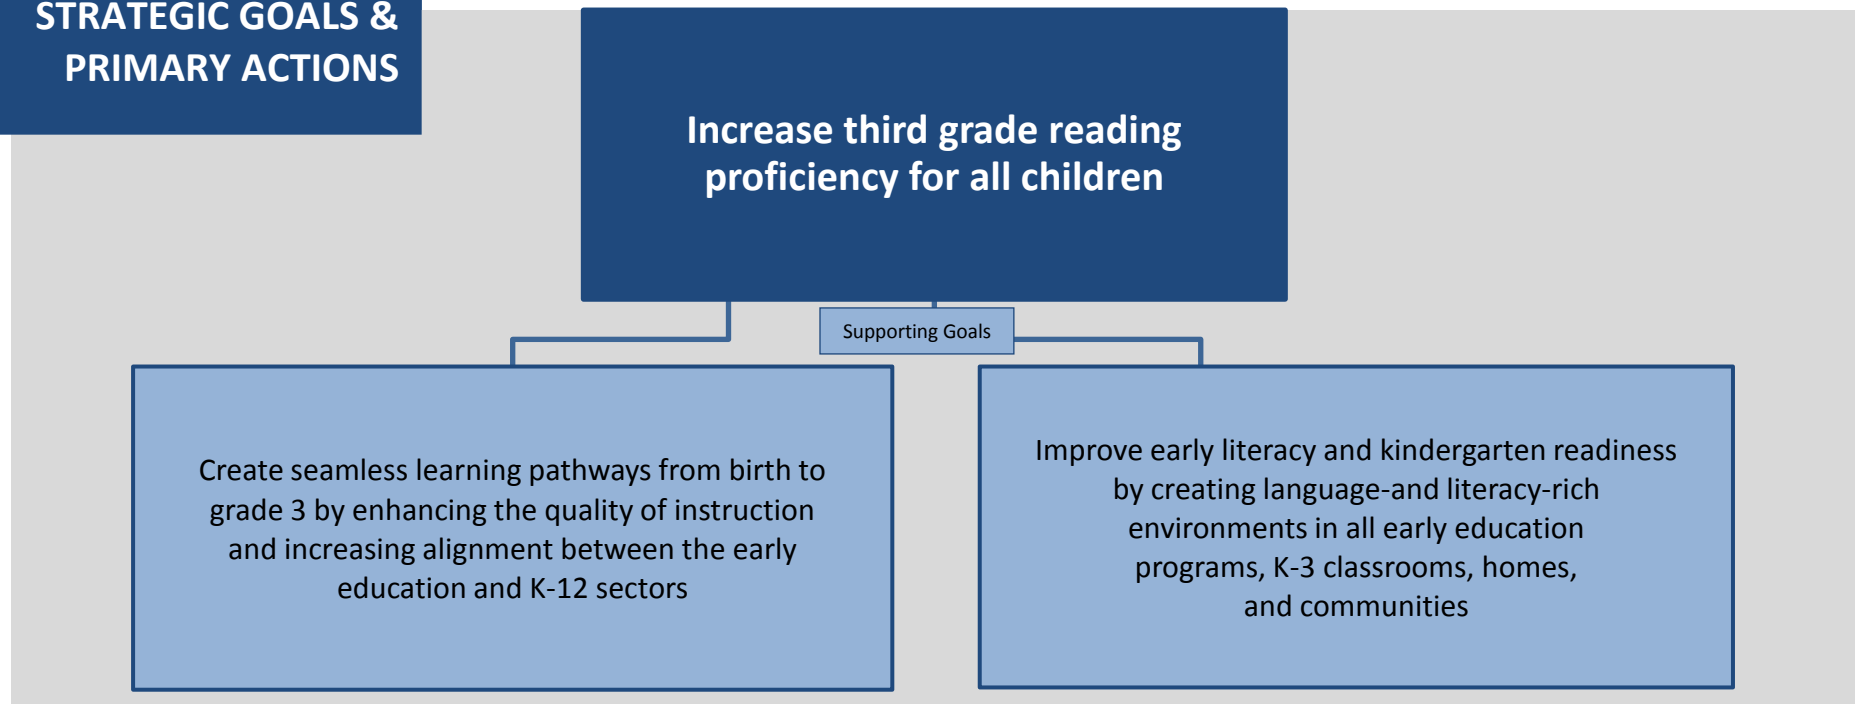 STRATEGIC GOALS &
PRIMARY ACTIONS
Increase third grade reading
proficiency for all children
Supporting Goals
Create seamless learning pathways from birth to
grade 3 by enhancing the quality of instruction
and increasing alignment between the early
education and K-12 sectors
Improve early literacy and kindergarten readiness
by creating language-and literacy-rich
environments in all early education
programs, K-3 classrooms, homes,
and communities